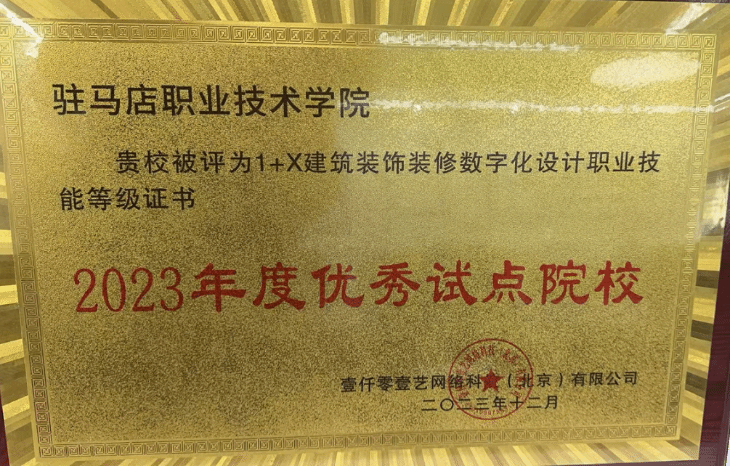 驻马店职业技术学院
贵校被评为1+X建筑装饰装修数字化设计职业技
能等级证书
2023年度优秀试点院校
壹仟零壹艺网络科技（北京）有限公司
二〇二三年十二月